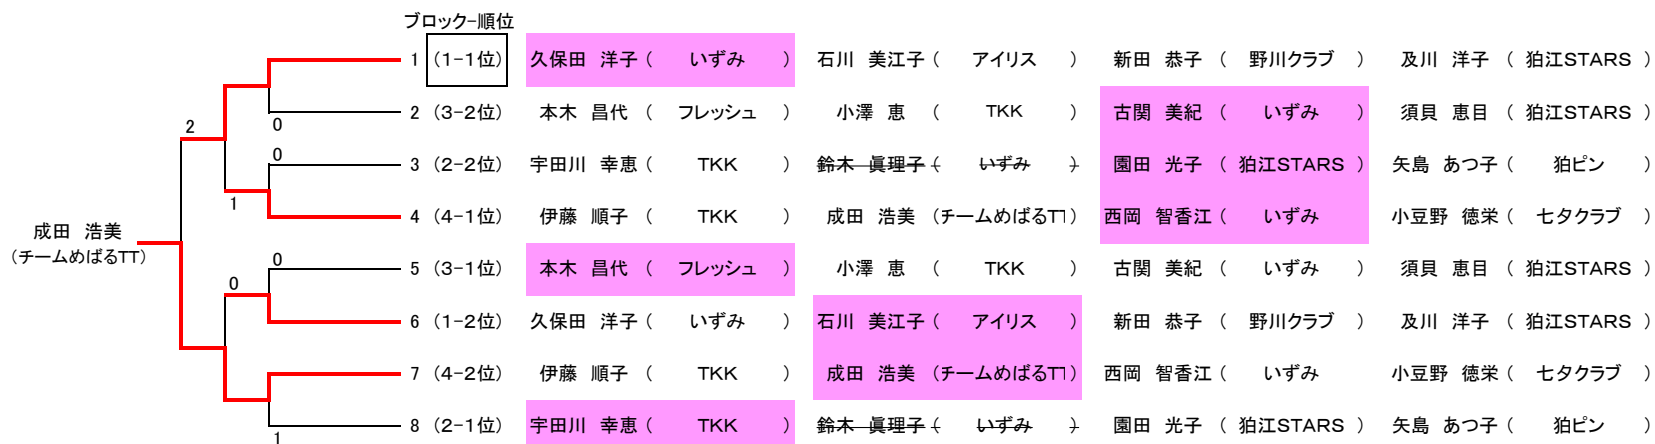 ブロック-順位
1 (1-1位) 久保田 洋子 ( いずみ ) 石川 美江子 ( アイリス ) 新田 恭子 ( 野川クラブ ) 及川 洋子 ( 狛江STARS )
2 (3-2位) 本木 昌代 ( フレッシュ ) 小澤 恵 ( TKK ) 古関 美紀 ( いずみ ) 須貝 恵目 ( 狛江STARS )
2
0
0
3 (2-2位) 宇田川 幸恵 ( TKK ) 鈴木 眞理子 ( いずみ ) 園田 光子 ( 狛江STARS ) 矢島 あつ子 ( 狛ピン )
1
4 (4-1位) 伊藤 順子 ( TKK ) 成田 浩美 (チームめばるTT) 西岡 智香江 ( いずみ ) 小豆野 徳栄 ( 七夕クラブ )
成田 浩美
(チームめばるTT)
0
5 (3-1位) 本木 昌代 ( フレッシュ ) 小澤 恵 ( TKK ) 古関 美紀 ( いずみ ) 須貝 恵目 ( 狛江STARS )
0
6 (1-2位) 久保田 洋子 ( いずみ ) 石川 美江子 ( アイリス ) 新田 恭子 ( 野川クラブ ) 及川 洋子 ( 狛江STARS )
7 (4-2位) 伊藤 順子 ( TKK ) 成田 浩美 (チームめばるTT) 西岡 智香江 ( いずみ ) 小豆野 徳栄 ( 七夕クラブ )
8 (2-1位) 宇田川 幸恵 ( TKK ) 鈴木 眞理子 ( いずみ ) 園田 光子 ( 狛江STARS ) 矢島 あつ子 ( 狛ピン )
1